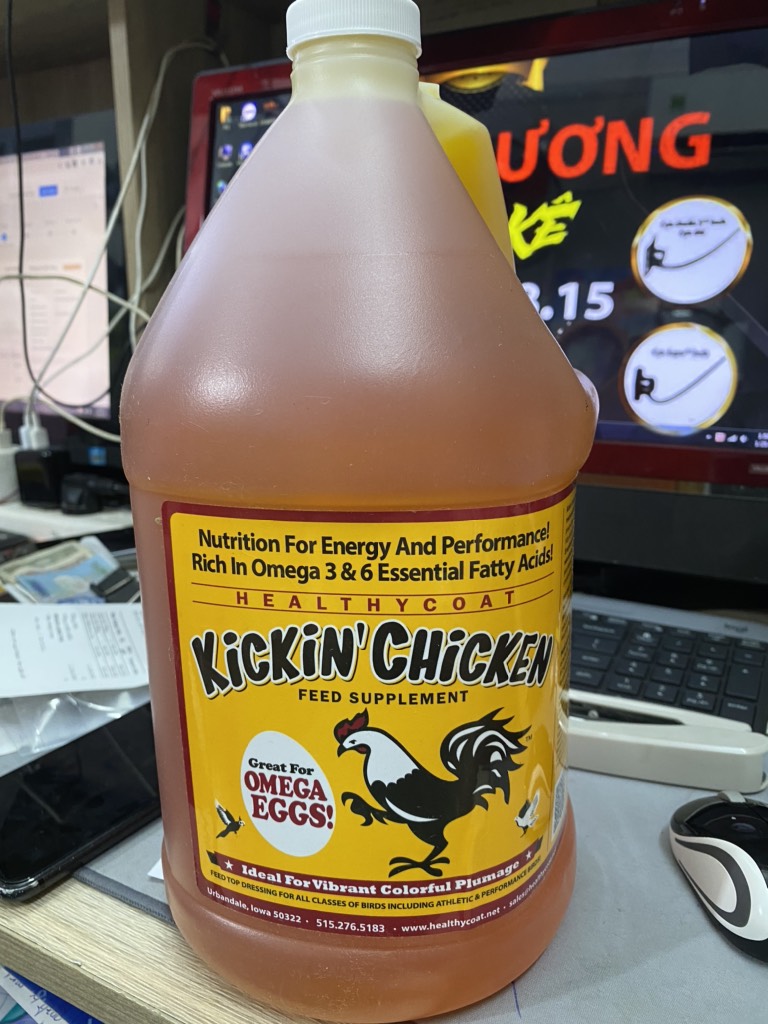 ƯƠNG
KÊ
3.15
Nutrition For Energy And Performance!
Rich In Omega 3 & 6 Essential Fatty Acids!
HEALTHYCOAT
KiCKiN' CHiCKEN
FEED SUPPLEMENT
TM
Great For
OMEGA
EGGS!
Ideal For Vibrant Colorful Plumage
FEED TOP DRESSING FOR ALL CLASSES OF BIRDS INCLUDING ATHLETIC & PERFORMANCE BIRDS
Urbandale, Iowa 50322 · 515.276.5183 · www.healthycoat.net ·